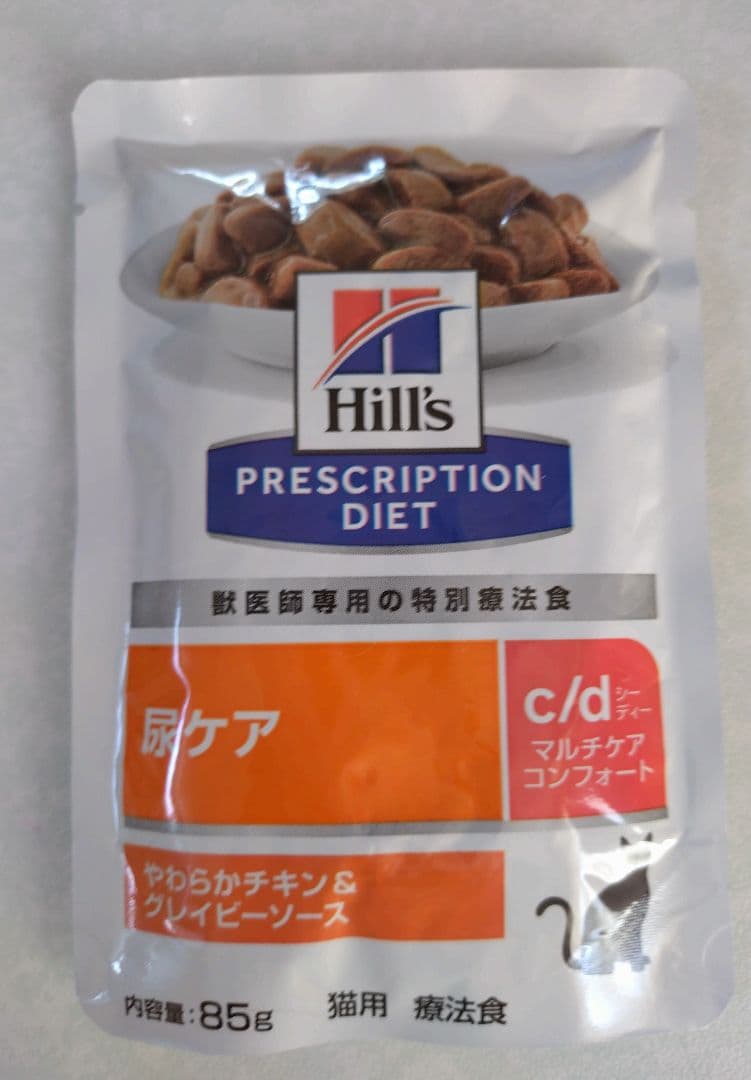 Hill's
PRESCRIPTION
DIET
獣医師専用の特別療法食
尿ケア
c/d シー
ディー
マルチケア
コンフォート
やわらかチキン&
グレイビーソース
内容量:85g 猫用 療法食